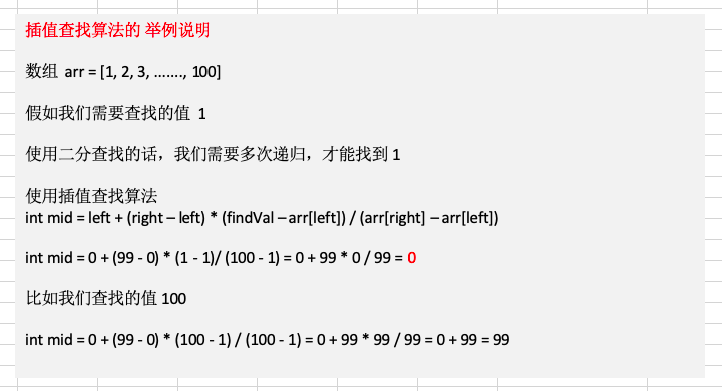 插值查找算法的 举例说明
数组 arr = [1, 2, 3, ......., 100]
假如我们需要查找的值 1
使用二分查找的话，我们需要多次递归，才能找到 1
使用插值查找算法
int mid = left + (right – left) * (findVal – arr[left]) / (arr[right] – arr[left])
int mid = 0 + (99 - 0) * (1 - 1)/ (100 - 1) = 0 + 99 * 0 / 99 = 0
比如我们查找的值 100
int mid = 0 + (99 - 0) * (100 - 1) / (100 - 1) = 0 + 99 * 99 / 99 = 0 + 99 = 99